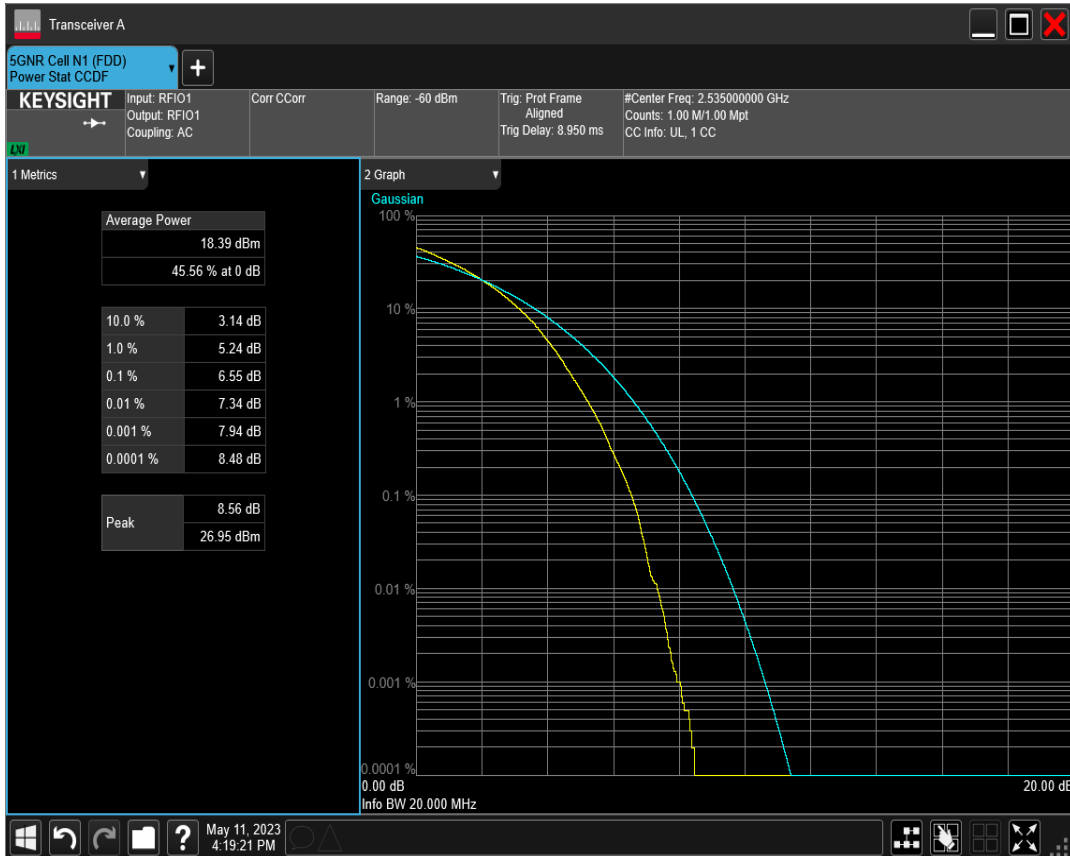 Transceiver A
5GNR Cell N1 (FDD)
Power Stat CCDF
+
KEYSIGHT
LXI
Input: RFIO1
Output: RFIO1
Coupling: AC
Corr CCorr
Range: -60 dBm
Trig: Prot Frame
Aligned
Trig Delay: 8.950 ms
#Center Freq: 2.535000000 GHz
Counts: 1.00 M/1.00 Mpt
CC Info: UL, 1 CC
1 Metrics
Average Power
18.39 dBm
45.56 % at 0 dB
10.0 % 3.14 dB
1.0 % 5.24 dB
0.1 % 6.55 dB
0.01 % 7.34 dB
0.001 % 7.94 dB
0.0001 % 8.48 dB
Peak
8.56 dB
26.95 dBm
2 Graph
Gaussian
100 %
10 %
1 %
0.1 %
0.01 %
0.001 %
0.0001 %
0.00 dB 20.00 dB
Info BW 20.000 MHz
?
May 11, 2023
4:19:21 PM